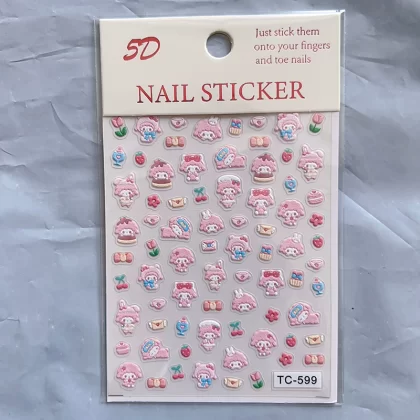 5D
Just stick them
onto your fingers
and toe nails
NAIL STICKER
TC-599